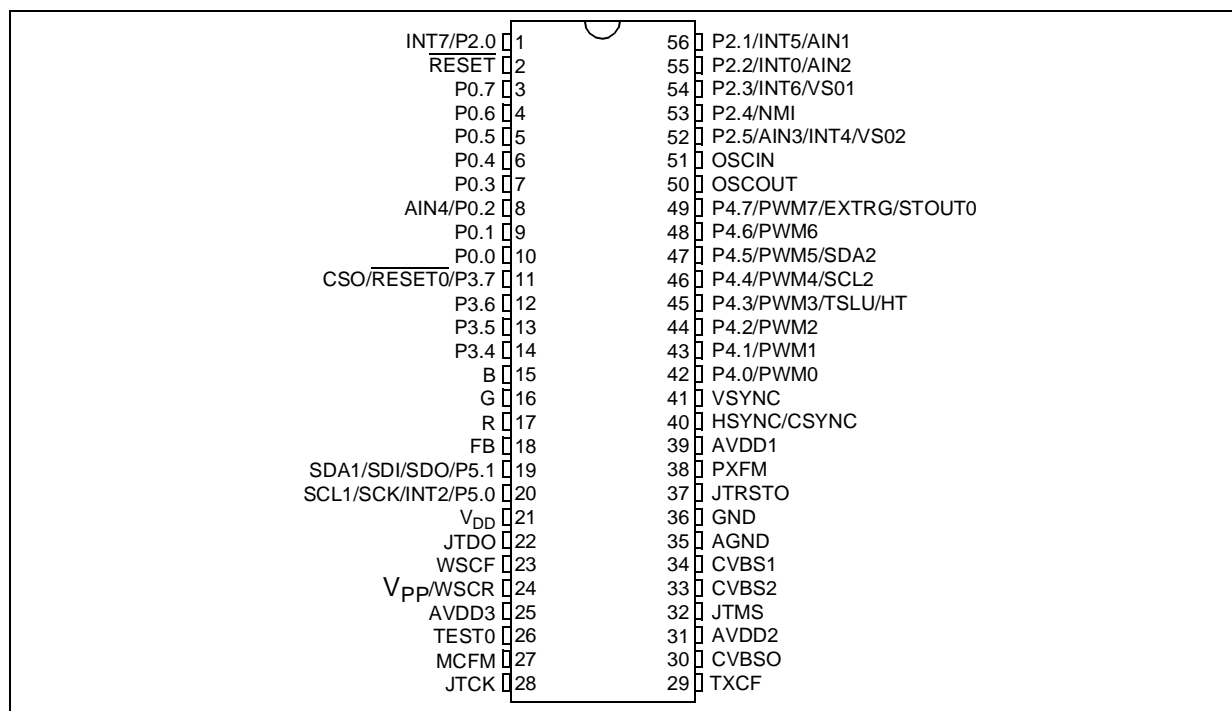 INT7/P2.0 1 56 P2.1/INT5/AIN1
RESET 2 55 P2.2/INT0/AIN2
P0.7 3 54 P2.3/INT6/VS01
P0.6 4 53 P2.4/NMI
P0.5 5 52 P2.5/AIN3/INT4/VS02
P0.4 6 51 OSCIN
P0.3 7 50 OSCOUT
AIN4/P0.2 8 49 P4.7/PWM7/EXTRG/STOUT0
P0.1 9 48 P4.6/PWM6
P0.0 10 47 P4.5/PWM5/SDA2
CSO/RESET0/P3.7 11 46 P4.4/PWM4/SCL2
P3.6 12 45 P4.3/PWM3/TSLU/HT
P3.5 13 44 P4.2/PWM2
P3.4 14 43 P4.1/PWM1
B 15 42 P4.0/PWM0
G 16 41 VSYNC
R 17 40 HSYNC/CSYNC
FB 18 39 AVDD1
SDA1/SDI/SDO/P5.1 19 38 PXFM
SCL1/SCK/INT2/P5.0 20 37 JTRSTO
VDD 21 36 GND
JTDO 22 35 AGND
WSCF 23 34 CVBS1
VPP/WSCR 24 33 CVBS2
AVDD3 25 32 JTMS
TEST0 26 31 AVDD2
MCFM 27 30 CVBSO
JTCK 28 29 TXCF